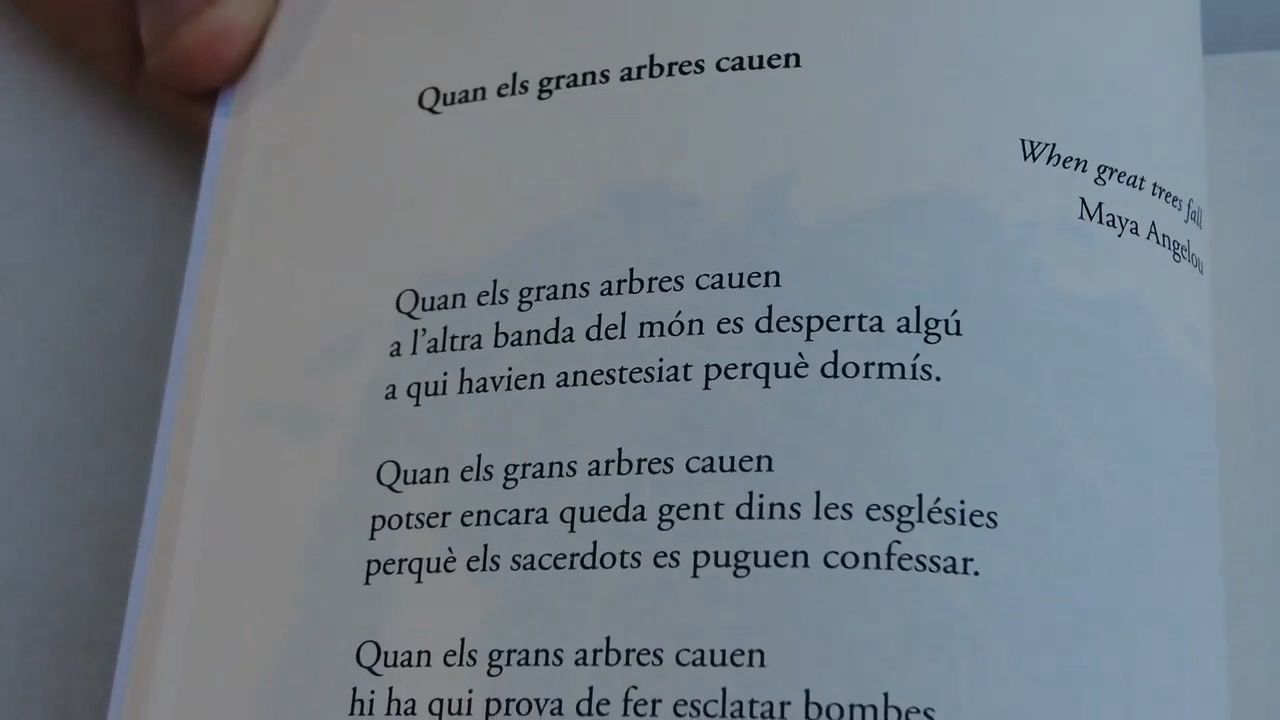 Quan els grans arbres cauen
When great trees fall
Maya Angelou
Quan els grans arbres cauen
a l'altra banda del món es desperta algú
a qui havien anestesiat perquè dormís.
Quan els grans arbres cauen
potser encara queda gent dins les esglésies
perquè els sacerdots es puguen confessar.
Quan els grans arbres cauen
hi ha qui prova de fer esclatar bombes